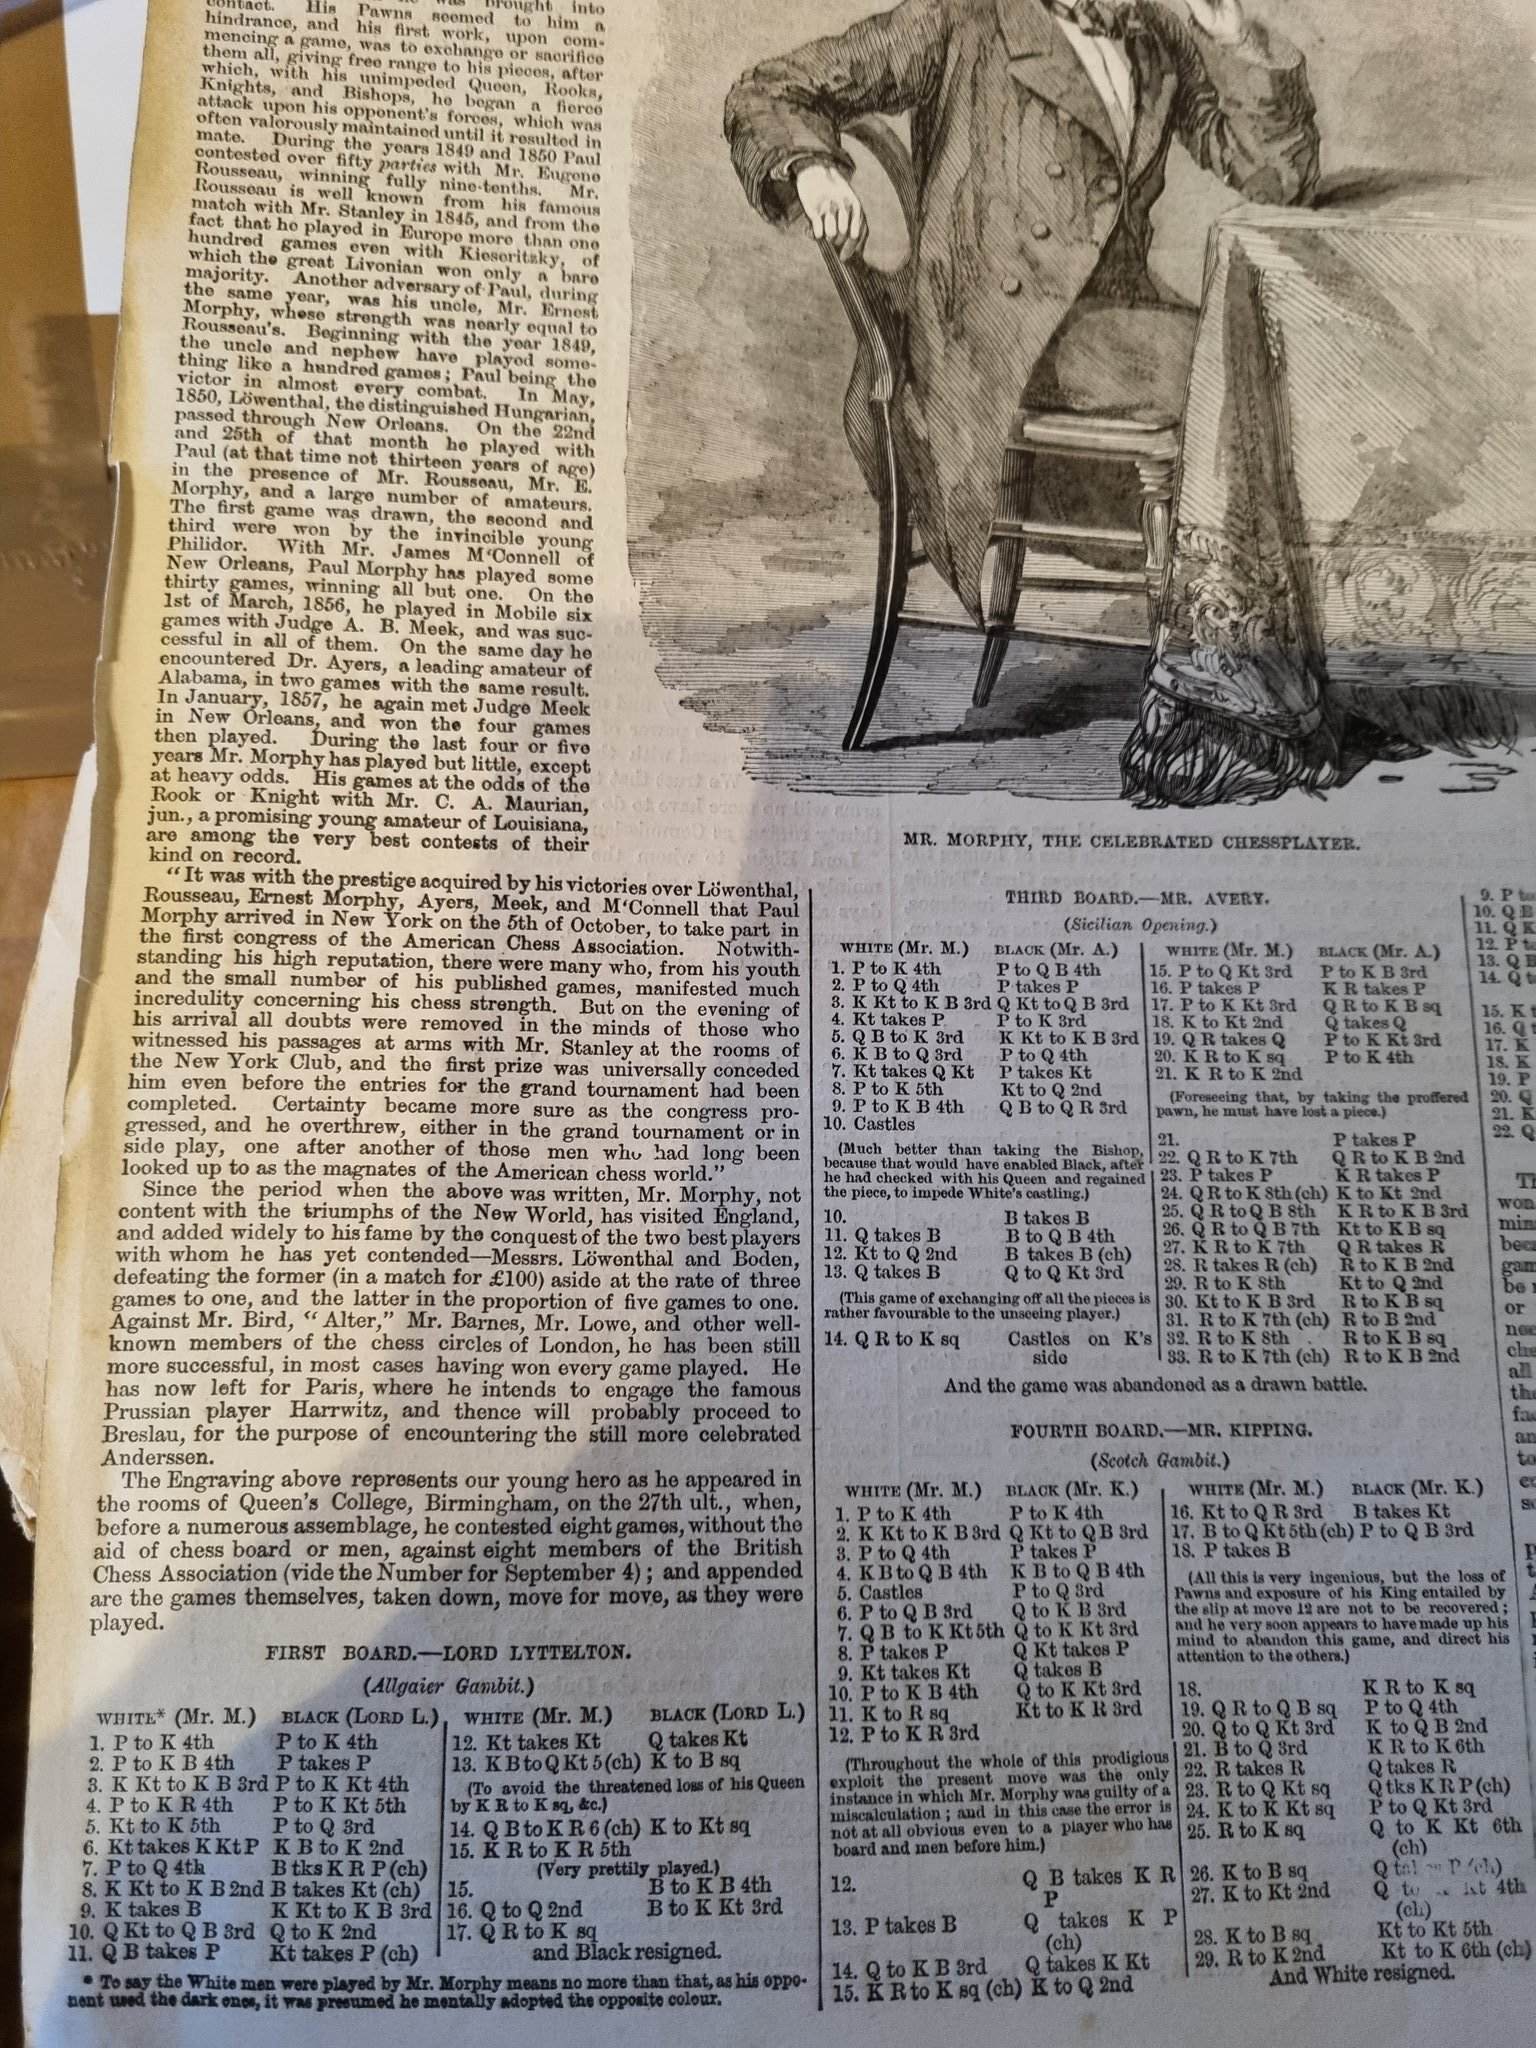 was brought into
contact. His Pawns seemed to him a
hindrance, and his first work, upon com-
mencing a game, was to exchange or sacrifice
them all, giving free range to his pieces, after
which, with his unimpeded Queen, Rooks,
Knights, and Bishops, he began a fierce
attack upon his opponent's forces, which was
often valorously maintained until it resulted in
mate. During the years 1849 and 1850 Paul
contested over fifty parties with Mr. Eugene
Rousseau, winning fully nine-tenths. Mr.
Rousseau is well known from his famous
match with Mr. Stanley in 1845, and from the
fact that he played in Europe more than one
hundred games even with Kieseritzky, of
which the great Livonian won only a bare
majority. Another adversary of Paul, during
the same year, was his uncle, Mr. Ernest
Morphy, whose strength was nearly equal to
Rousseau's. Beginning with the year 1849,
the uncle and nephew have played some-
thing like a hundred games; Paul being the
victor in almost every combat. In May,
1850, Löwenthal, the distinguished Hungarian,
passed through New Orleans. On the 22nd
and 25th of that month he played with
Paul (at that time not thirteen years of age)
in the presence of Mr. Rousseau, Mr. E.
Morphy, and a large number of amateurs.
The first game was drawn, the second and
third were won by the invincible young
Philidor. With Mr. James M'Connell of
New Orleans, Paul Morphy has played some
thirty games, winning all but one. On the
1st of March, 1856, he played in Mobile six
games with Judge A. B. Meek, and was suc-
cessful in all of them. On the same day he
encountered Dr. Ayers, a leading amateur of
Alabama, in two games with the same result.
In January, 1857, he again met Judge Meek
in New Orleans, and won the four games
then played. During the last four or five
years Mr. Morphy has played but little, except
at heavy odds. His games at the odds of the
Rook or Knight with Mr. C. A. Maurian,
jun., a promising young amateur of Louisiana,
are among the very best contests of their
kind on record.
"It was with the prestige acquired by his victories over Löwenthal,
Rousseau, Ernest Morphy, Ayers, Meek, and M'Connell that Paul
Morphy arrived in New York on the 5th of October, to take part in
the first congress of the American Chess Association. Notwith-
standing his high reputation, there were many who, from his youth
and the small number of his published games, manifested much
incredulity concerning his chess strength. But on the evening of
his arrival all doubts were removed in the minds of those who
witnessed his passages at arms with Mr. Stanley at the rooms of
the New York Club, and the first prize was universally conceded
him even before the entries for the grand tournament had been
completed. Certainty became more sure as the congress pro-
gressed, and he overthrew, either in the grand tournament or in
side play, one after another of those men who had long been
looked up to as the magnates of the American chess world."
Since the period when the above was written, Mr. Morphy, not
content with the triumphs of the New World, has visited England,
and added widely to his fame by the conquest of the two best players
with whom he has yet contended—Messrs. Löwenthal and Boden,
defeating the former (in a match for £100) aside at the rate of three
games to one, and the latter in the proportion of five games to one.
Against Mr. Bird, "Alter," Mr. Barnes, Mr. Lowe, and other well-
known members of the chess circles of London, he has been still
more successful, in most cases having won every game played. He
has now left for Paris, where he intends to engage the famous
Prussian player Harrwitz, and thence will probably proceed to
Breslau, for the purpose of encountering the still more celebrated
Anderssen.
The Engraving above represents our young hero as he appeared in
the rooms of Queen's College, Birmingham, on the 27th ult., when,
before a numerous assemblage, he contested eight games, without the
aid of chess board or men, against eight members of the British
Chess Association (vide the Number for September 4); and appended
are the games themselves, taken down, move for move, as they were
played.
FIRST BOARD.—LORD LYTTELTON.
(Allgaier Gambit.)
WHITE* (Mr. M.) BLACK (LORD L.)
1. P to K 4th P to K 4th
2. P to K B 4th P takes P
3. K Kt to K B 3rd P to K Kt 4th
4. P to K R 4th P to K Kt 5th
5. Kt to K 5th P to Q 3rd
6. Kt takes K Kt P K B to K 2nd
7. P to Q 4th B tks K R P (ch)
8. K Kt to K B 2nd B takes Kt (ch)
9. K takes B K Kt to K B 3rd
10. Q Kt to Q B 3rd Q to K 2nd
11. Q B takes P Kt takes P (ch)
WHITE (Mr. M.) BLACK (LORD L.)
12. Kt takes Kt Q takes Kt
13. K B to Q Kt 5 (ch) K to B sq
(To avoid the threatened loss of his Queen
by K R to K sq, &c.)
14. Q B to K R 6 (ch) K to Kt sq
15. K R to K R 5th
(Very prettily played.)
15. B to K B 4th
16. Q to Q 2nd B to K Kt 3rd
17. Q R to K sq
and Black resigned.
* To say the White men were played by Mr. Morphy means no more than that, as his oppo-
nent used the dark ones, it was presumed he mentally adopted the opposite colour.
MR. MORPHY, THE CELEBRATED CHESSPLAYER.
THIRD BOARD.—MR. AVERY.
(Sicilian Opening.)
WHITE (Mr. M.) BLACK (Mr. A.)
1. P to K 4th P to Q B 4th
2. P to Q 4th P takes P
3. K Kt to K B 3rd Q Kt to Q B 3rd
4. Kt takes P P to K 3rd
5. Q B to K 3rd K Kt to K B 3rd
6. K B to Q 3rd P to Q 4th
7. Kt takes Q Kt P takes Kt
8. P to K 5th Kt to Q 2nd
9. P to K B 4th Q B to Q R 3rd
10. Castles
(Much better than taking the Bishop,
because that would have enabled Black, after
he had checked with his Queen and regained
the piece, to impede White's castling.)
10. B takes B
11. Q takes B B to Q B 4th
12. Kt to Q 2nd B takes B (ch)
13. Q takes B Q to Q Kt 3rd
(This game of exchanging off all the pieces is
rather favourable to the unseeing player.)
14. Q R to K sq Castles on K's
side
WHITE (Mr. M.) BLACK (Mr. A.)
15. P to Q Kt 3rd P to K B 3rd
16. P takes P K R takes P
17. P to K Kt 3rd Q R to K B sq
18. K to Kt 2nd Q takes Q
19. Q R takes Q P to K Kt 3rd
20. K R to K sq P to K 4th
21. K R to K 2nd
(Foreseeing that, by taking the proffered
pawn, he must have lost a piece.)
21. P takes P
22. Q R to K 7th Q R to K B 2nd
23. P takes P K R takes P
24. Q R to K 8th (ch) K to Kt 2nd
25. Q R to Q B 8th K R to K B 3rd
26. Q R to Q B 7th Kt to K B sq
27. K R to K 7th Q R takes R
28. R takes R (ch) R to K B 2nd
29. R to K 8th Kt to Q 2nd
30. Kt to K B 3rd R to K B sq
31. R to K 7th (ch) R to B 2nd
32. R to K 8th R to K B sq
33. R to K 7th (ch) R to K B 2nd
And the game was abandoned as a drawn battle.
FOURTH BOARD.—MR. KIPPING.
(Scotch Gambit.)
WHITE (Mr. M.) BLACK (Mr. K.)
1. P to K 4th P to K 4th
2. K Kt to K B 3rd Q Kt to Q B 3rd
3. P to Q 4th P takes P
4. K B to Q B 4th K B to Q B 4th
5. Castles P to Q 3rd
6. P to Q B 3rd Q to K B 3rd
7. Q B to K Kt 5th Q to K Kt 3rd
8. P takes P Q Kt takes P
9. Kt takes Kt Q takes B
10. P to K B 4th Q to K Kt 3rd
11. K to R sq Kt to K R 3rd
12. P to K R 3rd
(Throughout the whole of this prodigious
exploit the present move was the only
instance in which Mr. Morphy was guilty of a
miscalculation; and in this case the error is
not at all obvious even to a player who has
board and men before him.)
12. Q B takes K R
P
13. P takes B Q takes K P
(ch)
14. Q to K B 3rd Q takes K Kt
15. K R to K sq (ch) K to Q 2nd
WHITE (Mr. M.) BLACK (Mr. K.)
16. Kt to Q R 3rd B takes Kt
17. B to Q Kt 5th (ch) P to Q B 3rd
18. P takes B
(All this is very ingenious, but the loss of
Pawns and exposure of his King entailed by
the slip at move 12 are not to be recovered;
and he very soon appears to have made up his
mind to abandon this game, and direct his
attention to the others.)
18. K R to K sq
19. Q R to Q B sq P to Q 4th
20. Q to Q Kt 3rd K to Q B 2nd
21. B to Q 3rd K R to K 6th
22. R takes R Q takes R
23. R to Q Kt sq Q tks K R P (ch)
24. K to K Kt sq P to Q Kt 3rd
25. R to K sq Q to K Kt 6th
(ch)
26. K to B sq Q P (ch)
27. K to Kt 2nd Q to Kt 4th
(ch)
28. K to B sq Kt to Kt 5th
29. R to K 2nd Kt to K 6th (ch)
And White resigned.
9. P to
10. Q B
11. Q K
12. P to
13. Q B
14. Q
15. K
16. Q
17. K
18. K
19. P
20. Q
21. K
22. Q